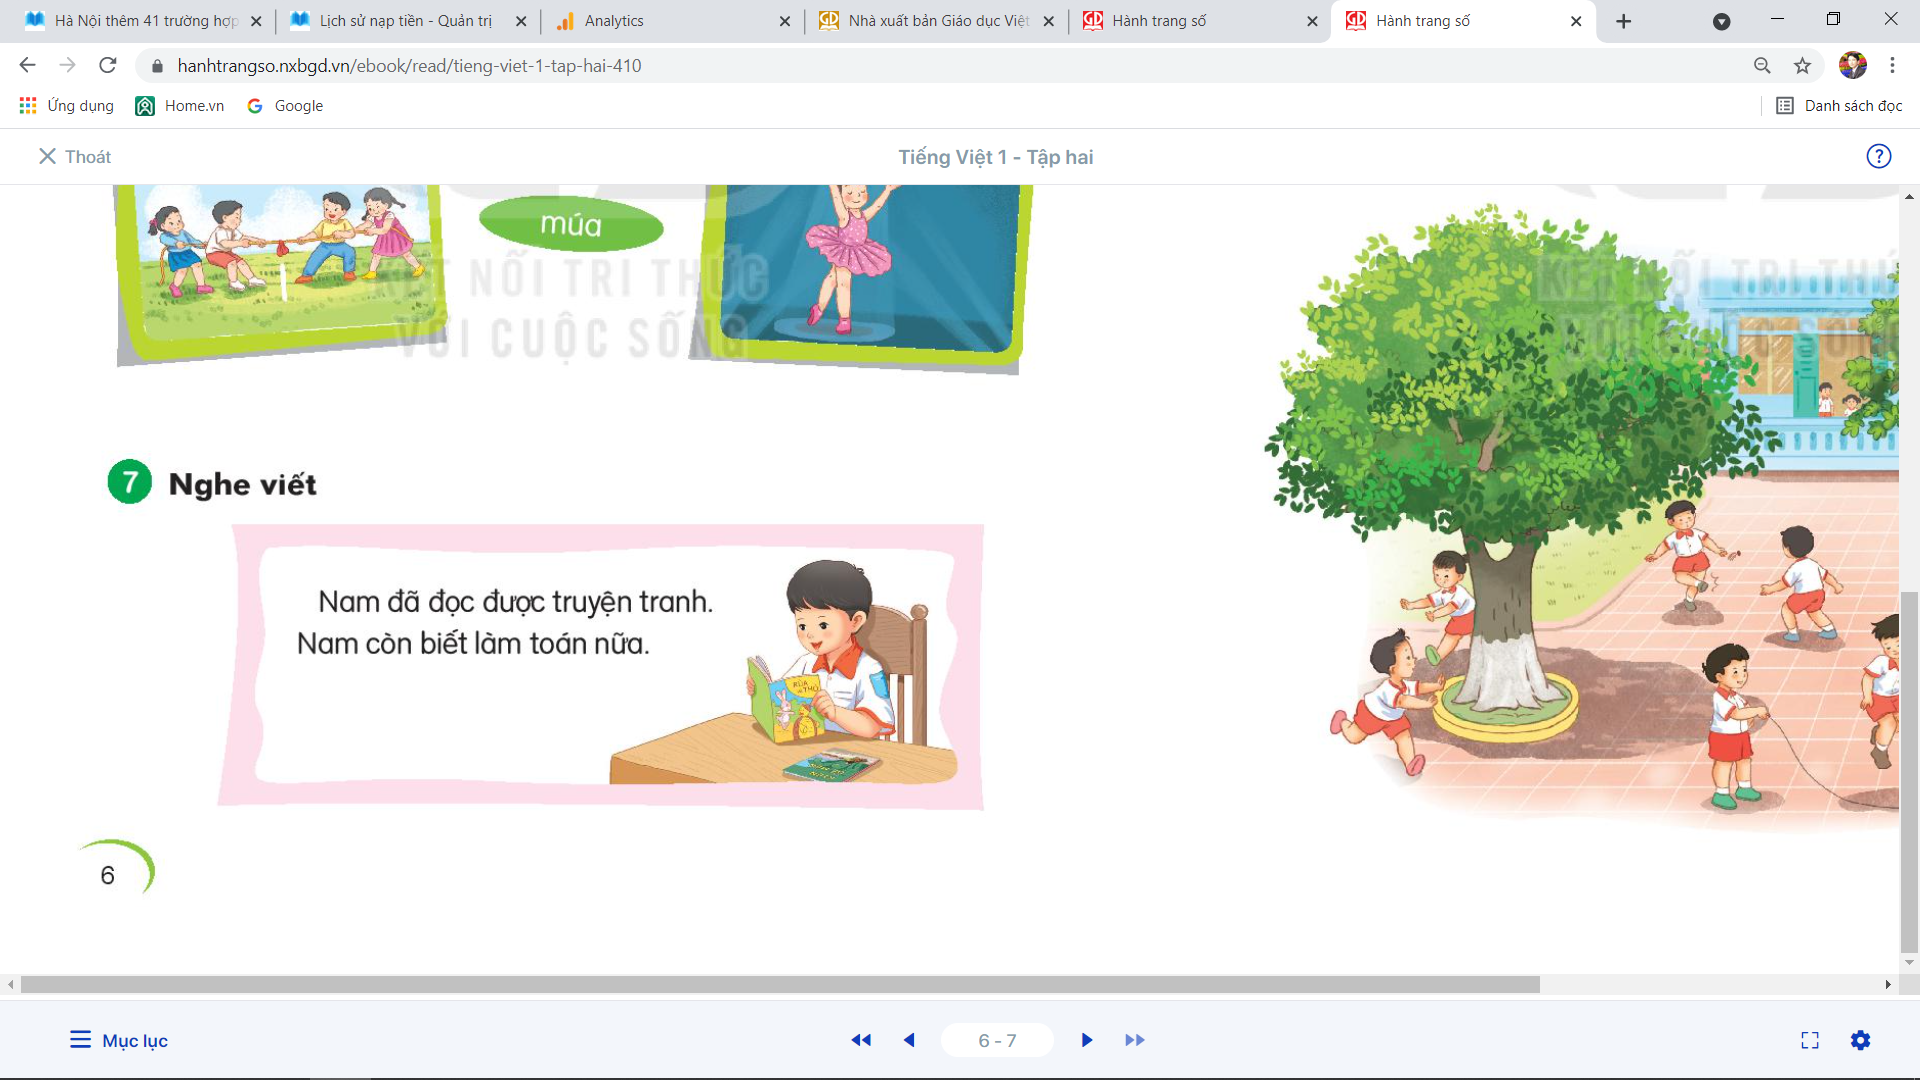 Hà Nội thêm 41 trường hợp
Lịch sử nạp tiền - Quản trị
Analytics
Nhà xuất bản Giáo dục Việt
Hành trang số
Hành trang số
hanhtrangso.nxbgd.vn/ebook/read/tieng-viet-1-tap-hai-410
Ứng dụng
Home.vn
Google
Danh sách đọc
Thoát
Tiếng Việt 1 - Tập hai
múa
KẾT NỐI TRI THỨC
VỚI CUỘC SỐNG
7 Nghe viết
Nam đã đọc được truyện tranh.
Nam còn biết làm toán nữa.
RÙA
THỎ
6
Mục lục
6 - 7